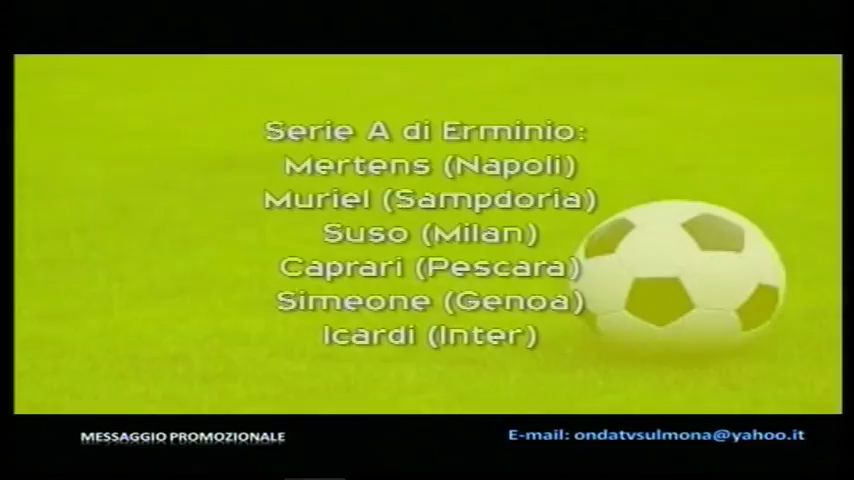 Serie A di Erminio:
Mertens (Napoli)
Muriel (Sampdoria)
Suso (Milan)
Caprari (Pescara)
Simeone (Genoa)
Icardi (Inter)
MESSAGGIO PROMOZIONALE
E-mail: ondatvsulmona@yahoo.it